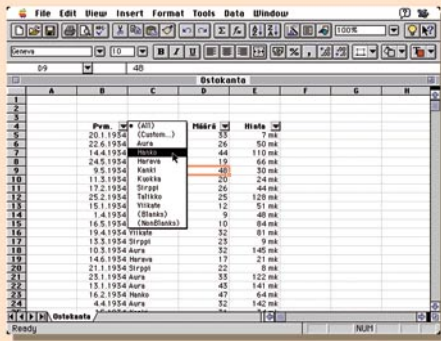 File Edit View Insert Format Tools Data Window
100%
Geneva 10 B I U
D9 48
Ostokanta
A B C D E F G H
1
2
3
4 Pvm. (All) Määrä Hinta
5 20.1.1934 (Custom...) 33 7 mk
6 22.6.1934 Aura 26 50 mk
7 14.4.1934 Hanko 44 110 mk
8 24.5.1934 Harava 19 66 mk
9 9.5.1934 Kanki 48 30 mk
10 11.3.1934 Kuokka 20 24 mk
11 17.2.1934 Sirppi 26 44 mk
12 25.2.1934 Talikko 25 128 mk
13 15.1.1934 Viikate 12 51 mk
14 1.4.1934 (Blanks) 9 48 mk
15 16.5.1934 (NonBlanks) 10 84 mk
16 19.4.1934 Viikate 32 81 mk
17 13.3.1934 Sirppi 23 9 mk
18 10.3.1934 Aura 32 145 mk
19 14.6.1934 Harava 17 21 mk
20 21.1.1934 Sirppi 22 8 mk
21 23.1.1934 Aura 33 122 mk
22 13.1.1934 Aura 43 141 mk
23 16.2.1934 Hanko 47 64 mk
24 4.4.1934 Aura 32 142 mk
Ostokanta
Ready NUM